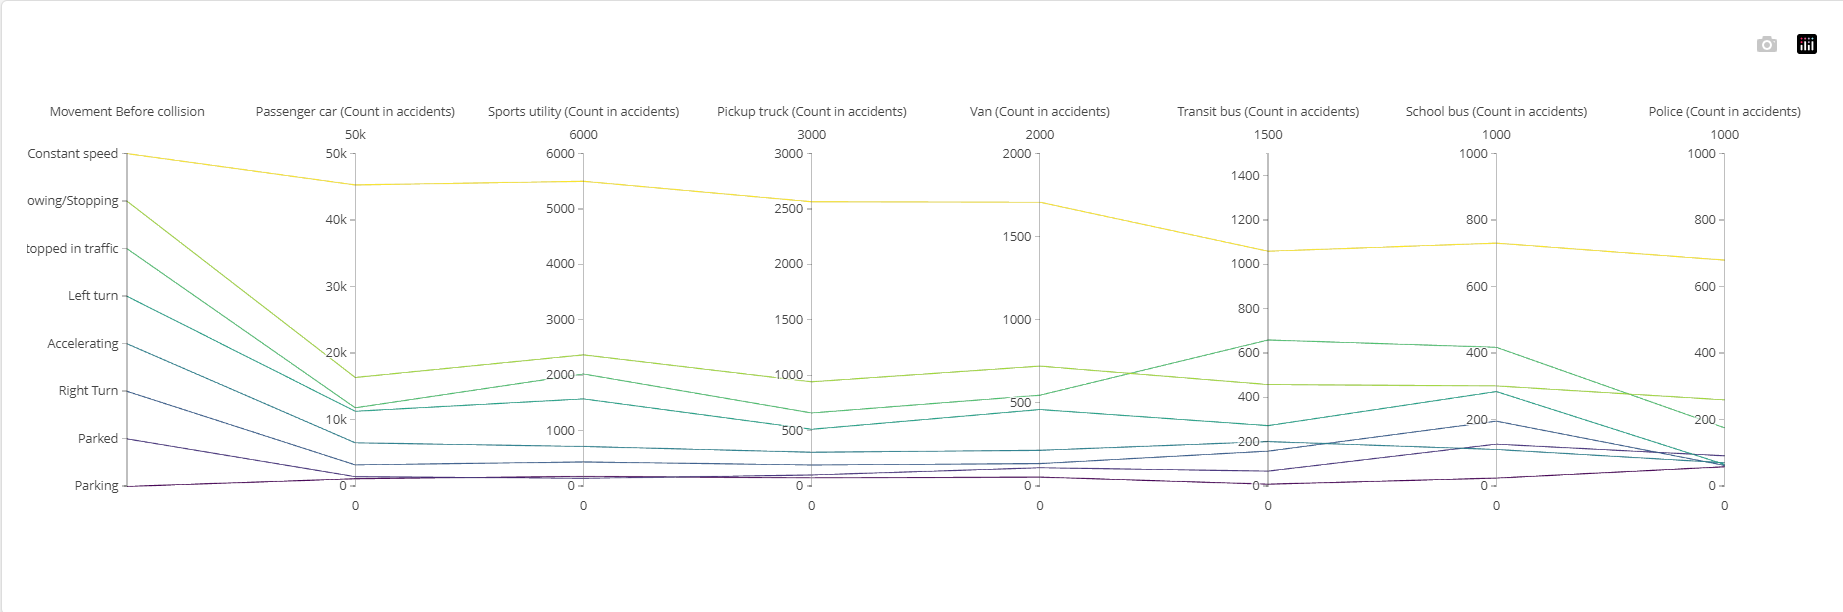 Movement Before collision
Constant speed
owing/Stopping
topped in traffic
Left turn
Accelerating
Right Turn
Parked
Parking
Passenger car (Count in accidents)
50k
50k
40k
30k
20k
10k
0
0
Sports utility (Count in accidents)
6000
6000
5000
4000
3000
2000
1000
0
0
Pickup truck (Count in accidents)
3000
3000
2500
2000
1500
1000
500
0
0
Van (Count in accidents)
2000
2000
1500
1000
500
0
0
Transit bus (Count in accidents)
1500
1400
1200
1000
800
600
400
200
0
0
School bus (Count in accidents)
1000
1000
800
600
400
200
0
0
Police (Count in accidents)
1000
1000
800
600
400
200
0
0